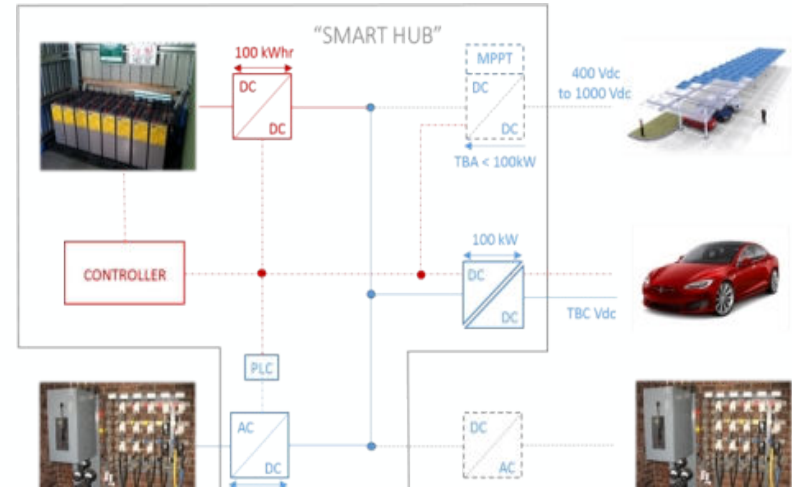 "SMART HUB"
100 kWhr
DC
DC
MPPT
DC
DC
TBA < 100kW
400 Vdc
to 1000 Vdc
CONTROLLER
100 kW
DC
DC
TBC Vdc
PLC
AC
DC
DC
AC